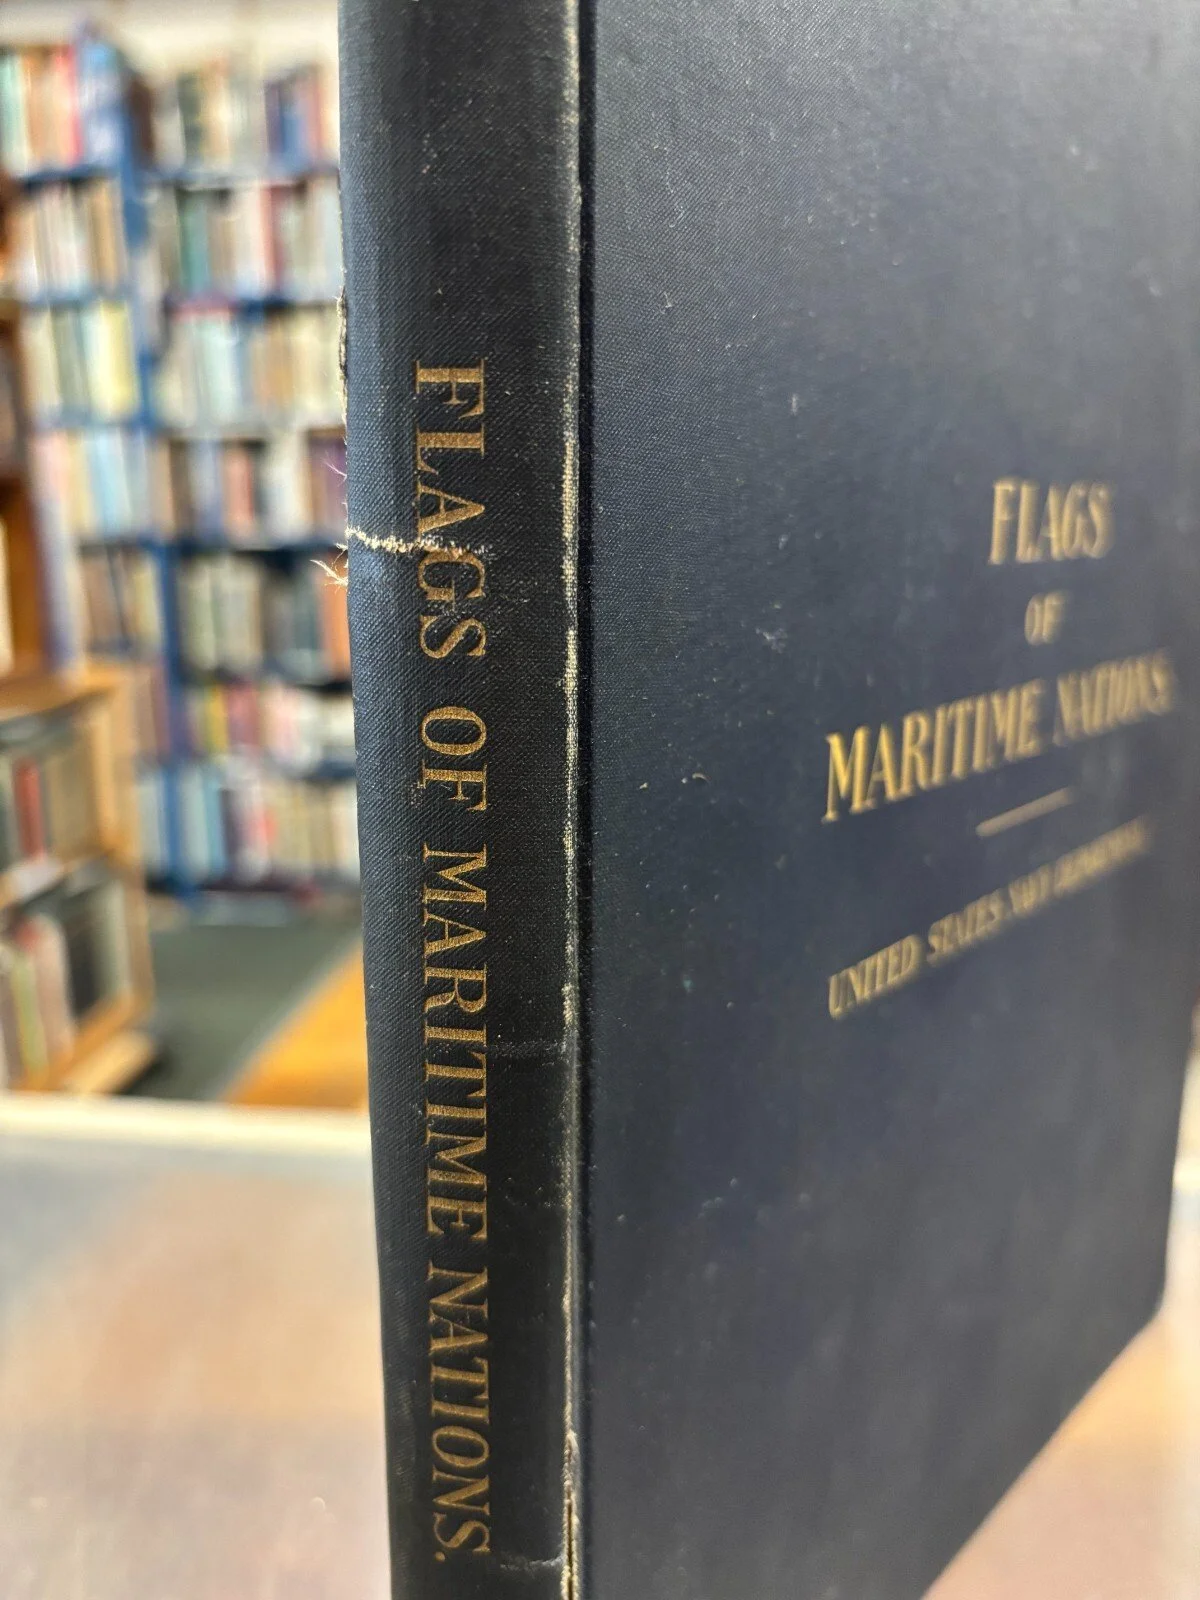 FLAGS OF MARITIME NATIONS.
FLAGS
OF
MARITIME NATIONS.
UNITED STATES NAVY DEPARTMENT.